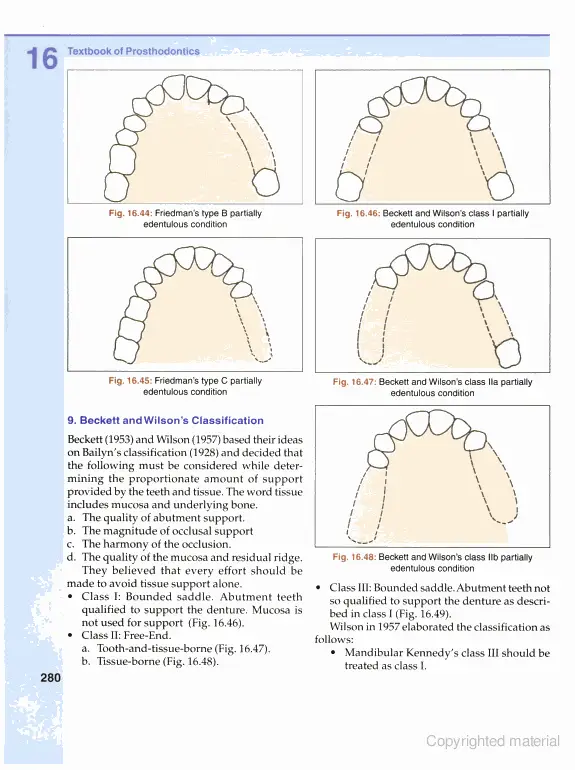 16
Textbook of Prosthodontics
Fig. 16.44: Friedman's type B partially
edentulous condition
Fig. 16.45: Friedman's type C partially
edentulous condition
9. Beckett and Wilson's Classification
Beckett (1953) and Wilson (1957) based their ideas
on Bailyn's classification (1928) and decided that
the following must be considered while deter-
mining the proportionate amount of support
provided by the teeth and tissue. The word tissue
includes mucosa and underlying bone.
a. The quality of abutment support.
b. The magnitude of occlusal support
c. The harmony of the occlusion.
d. The quality of the mucosa and residual ridge.
They believed that every effort should be
made to avoid tissue support alone.
• Class I: Bounded saddle. Abutment teeth
qualified to support the denture. Mucosa is
not used for support (Fig. 16.46).
• Class II: Free-End.
a. Tooth-and-tissue-borne (Fig. 16.47).
b. Tissue-borne (Fig. 16.48).
Fig. 16.46: Beckett and Wilson's class I partially
edentulous condition
Fig. 16.47: Beckett and Wilson's class IIa partially
edentulous condition
Fig. 16.48: Beckett and Wilson's class IIb partially
edentulous condition
• Class III: Bounded saddle. Abutment teeth not
so qualified to support the denture as descri-
bed in class I (Fig. 16.49).
Wilson in 1957 elaborated the classification as
follows:
• Mandibular Kennedy's class III should be
treated as class I.
280
Copyrighted material